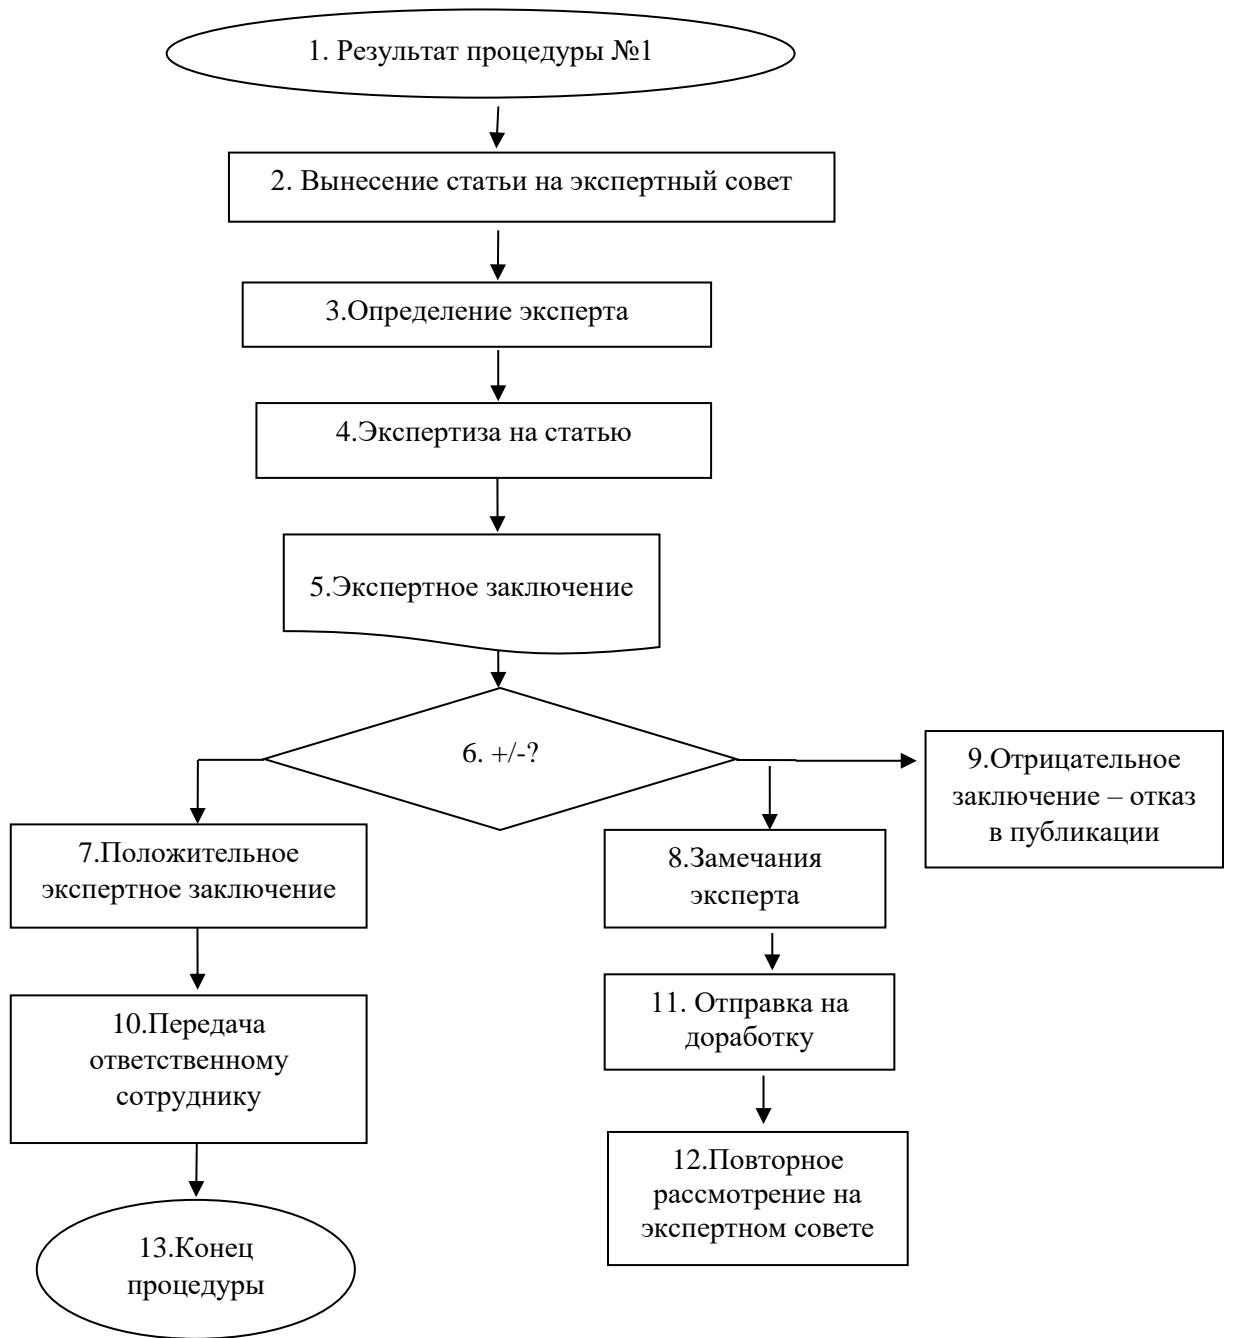 1. Результат процедуры №1
2. Вынесение статьи на экспертный совет
3.Определение эксперта
4.Экспертиза на статью
5.Экспертное заключение
6. +/-?
7.Положительное
экспертное заключение
8.Замечания
эксперта
9.Отрицательное
заключение – отказ
в публикации
10.Передача
ответственному
сотруднику
11. Отправка на
доработку
12.Повторное
рассмотрение на
экспертном совете
13.Конец
процедуры